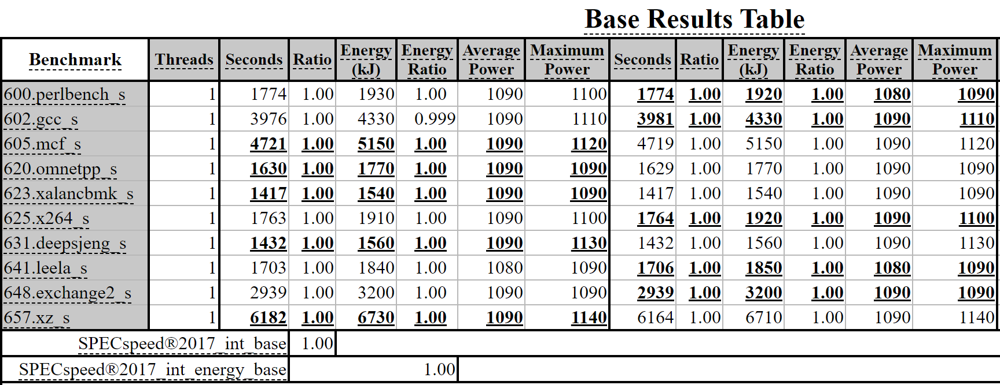 Base Results Table
Benchmark Threads Seconds Ratio Energy (kJ) Energy Ratio Average Power Maximum Power Seconds Ratio Energy (kJ) Energy Ratio Average Power Maximum Power
600.perlbench_s 1 1774 1.00 1930 1.00 1090 1100 1774 1.00 1920 1.00 1080 1090
602.gcc_s 1 3976 1.00 4330 0.999 1090 1110 3981 1.00 4330 1.00 1090 1110
605.mcf_s 1 4721 1.00 5150 1.00 1090 1120 4719 1.00 5150 1.00 1090 1120
620.omnetpp_s 1 1630 1.00 1770 1.00 1090 1090 1629 1.00 1770 1.00 1090 1090
623.xalancbmk_s 1 1417 1.00 1540 1.00 1090 1090 1417 1.00 1540 1.00 1090 1090
625.x264_s 1 1763 1.00 1910 1.00 1090 1100 1764 1.00 1920 1.00 1090 1100
631.deepsjeng_s 1 1432 1.00 1560 1.00 1090 1130 1432 1.00 1560 1.00 1090 1130
641.leela_s 1 1703 1.00 1840 1.00 1080 1090 1706 1.00 1850 1.00 1080 1090
648.exchange2_s 1 2939 1.00 3200 1.00 1090 1090 2939 1.00 3200 1.00 1090 1090
657.xz_s 1 6182 1.00 6730 1.00 1090 1140 6164 1.00 6710 1.00 1090 1140
SPECspeed®2017_int_base 1.00
SPECspeed®2017_int_energy_base 1.00